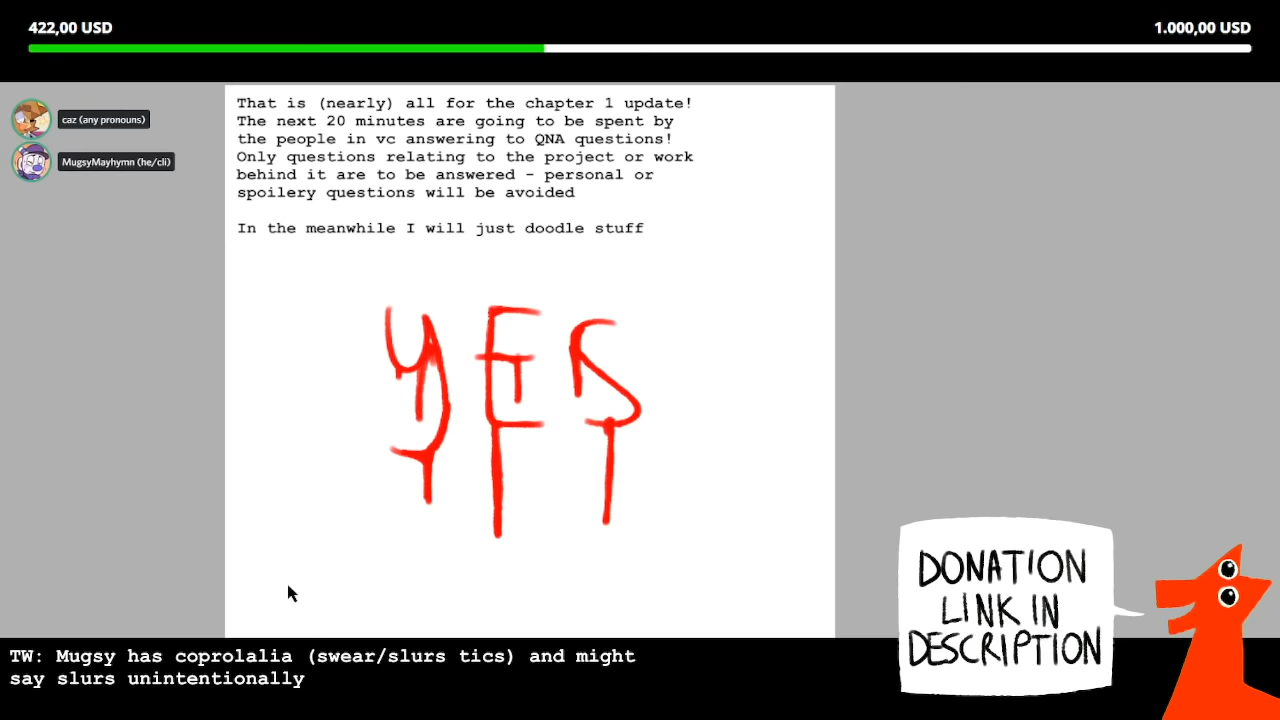 422,00 USD
1.000,00 USD
caz (any pronouns)
MugsyMayhymn (he/cli)
That is (nearly) all for the chapter 1 update!
The next 20 minutes are going to be spent by
the people in vc answering to QNA questions!
Only questions relating to the project or work
behind it are to be answered - personal or
spoilery questions will be avoided
In the meanwhile I will just doodle stuff
YES
DONATION
LINK IN
DESCRIPTION
TW: Mugsy has coprolalia (swear/slurs tics) and might
say slurs unintentionally